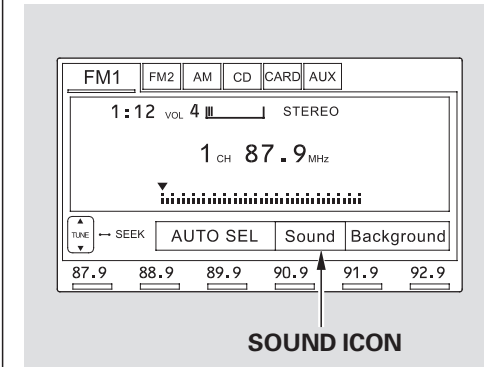 FM1 FM2 AM CD CARD AUX
1:12 VOL 4 STEREO
1 CH 87.9 MHz
TUNE SEEK AUTO SEL Sound Background
87.9 88.9 89.9 90.9 91.9 92.9
SOUND ICON